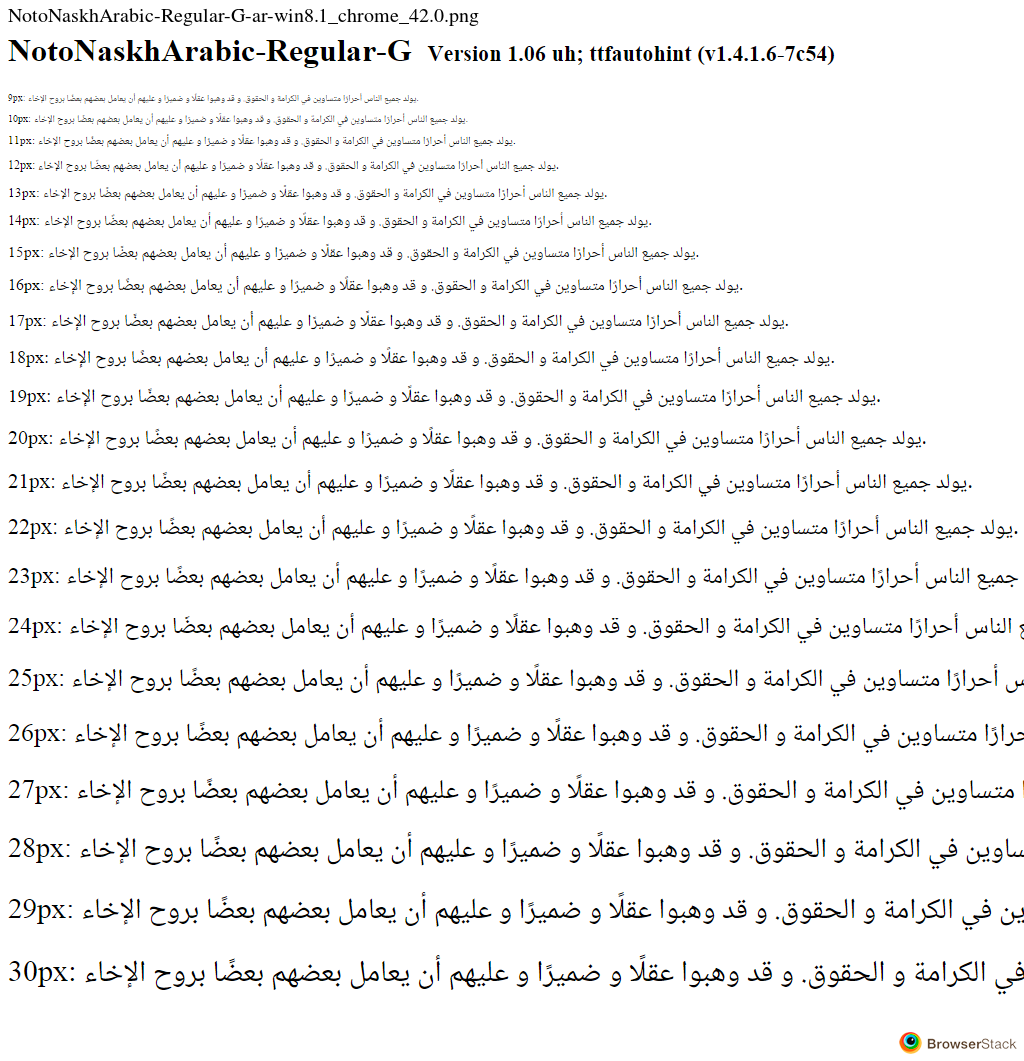 NotoNaskhArabic-Regular-G-ar-win8.1_chrome_42.0.png
NotoNaskhArabic-Regular-G Version 1.06 uh; ttfautohint (v1.4.1.6-7c54)
9px: يولد جميع الناس أحرارًا متساوين في الكرامة و الحقوق. و قد وهبوا عقلًا و ضميرًا و عليهم أن يعامل بعضهم بعضًا بروح الإخاء.
10px: يولد جميع الناس أحرارًا متساوين في الكرامة و الحقوق. و قد وهبوا عقلًا و ضميرًا و عليهم أن يعامل بعضهم بعضًا بروح الإخاء.
11px: يولد جميع الناس أحرارًا متساوين في الكرامة و الحقوق. و قد وهبوا عقلًا و ضميرًا و عليهم أن يعامل بعضهم بعضًا بروح الإخاء.
12px: يولد جميع الناس أحرارًا متساوين في الكرامة و الحقوق. و قد وهبوا عقلًا و ضميرًا و عليهم أن يعامل بعضهم بعضًا بروح الإخاء.
13px: يولد جميع الناس أحرارًا متساوين في الكرامة و الحقوق. و قد وهبوا عقلًا و ضميرًا و عليهم أن يعامل بعضهم بعضًا بروح الإخاء.
14px: يولد جميع الناس أحرارًا متساوين في الكرامة و الحقوق. و قد وهبوا عقلًا و ضميرًا و عليهم أن يعامل بعضهم بعضًا بروح الإخاء.
15px: يولد جميع الناس أحرارًا متساوين في الكرامة و الحقوق. و قد وهبوا عقلًا و ضميرًا و عليهم أن يعامل بعضهم بعضًا بروح الإخاء.
16px: يولد جميع الناس أحرارًا متساوين في الكرامة و الحقوق. و قد وهبوا عقلًا و ضميرًا و عليهم أن يعامل بعضهم بعضًا بروح الإخاء.
17px: يولد جميع الناس أحرارًا متساوين في الكرامة و الحقوق. و قد وهبوا عقلًا و ضميرًا و عليهم أن يعامل بعضهم بعضًا بروح الإخاء.
18px: يولد جميع الناس أحرارًا متساوين في الكرامة و الحقوق. و قد وهبوا عقلًا و ضميرًا و عليهم أن يعامل بعضهم بعضًا بروح الإخاء.
19px: يولد جميع الناس أحرارًا متساوين في الكرامة و الحقوق. و قد وهبوا عقلًا و ضميرًا و عليهم أن يعامل بعضهم بعضًا بروح الإخاء.
20px: يولد جميع الناس أحرارًا متساوين في الكرامة و الحقوق. و قد وهبوا عقلًا و ضميرًا و عليهم أن يعامل بعضهم بعضًا بروح الإخاء.
21px: يولد جميع الناس أحرارًا متساوين في الكرامة و الحقوق. و قد وهبوا عقلًا و ضميرًا و عليهم أن يعامل بعضهم بعضًا بروح الإخاء.
22px: يولد جميع الناس أحرارًا متساوين في الكرامة و الحقوق. و قد وهبوا عقلًا و ضميرًا و عليهم أن يعامل بعضهم بعضًا بروح الإخاء.
23px: جميع الناس أحرارًا متساوين في الكرامة و الحقوق. و قد وهبوا عقلًا و ضميرًا و عليهم أن يعامل بعضهم بعضًا بروح الإخاء
24px: الناس أحرارًا متساوين في الكرامة و الحقوق. و قد وهبوا عقلًا و ضميرًا و عليهم أن يعامل بعضهم بعضًا بروح الإخاء
25px: أحرارًا متساوين في الكرامة و الحقوق. و قد وهبوا عقلًا و ضميرًا و عليهم أن يعامل بعضهم بعضًا بروح الإخاء
26px: متساوين في الكرامة و الحقوق. و قد وهبوا عقلًا و ضميرًا و عليهم أن يعامل بعضهم بعضًا بروح الإخاء
27px: متساوين في الكرامة و الحقوق. و قد وهبوا عقلًا و ضميرًا و عليهم أن يعامل بعضهم بعضًا بروح الإخاء
28px: في الكرامة و الحقوق. و قد وهبوا عقلًا و ضميرًا و عليهم أن يعامل بعضهم بعضًا بروح الإخاء
29px: في الكرامة و الحقوق. و قد وهبوا عقلًا و ضميرًا و عليهم أن يعامل بعضهم بعضًا بروح الإخاء
30px: في الكرامة و الحقوق. و قد وهبوا عقلًا و ضميرًا و عليهم أن يعامل بعضهم بعضًا بروح الإخاء
BrowserStack